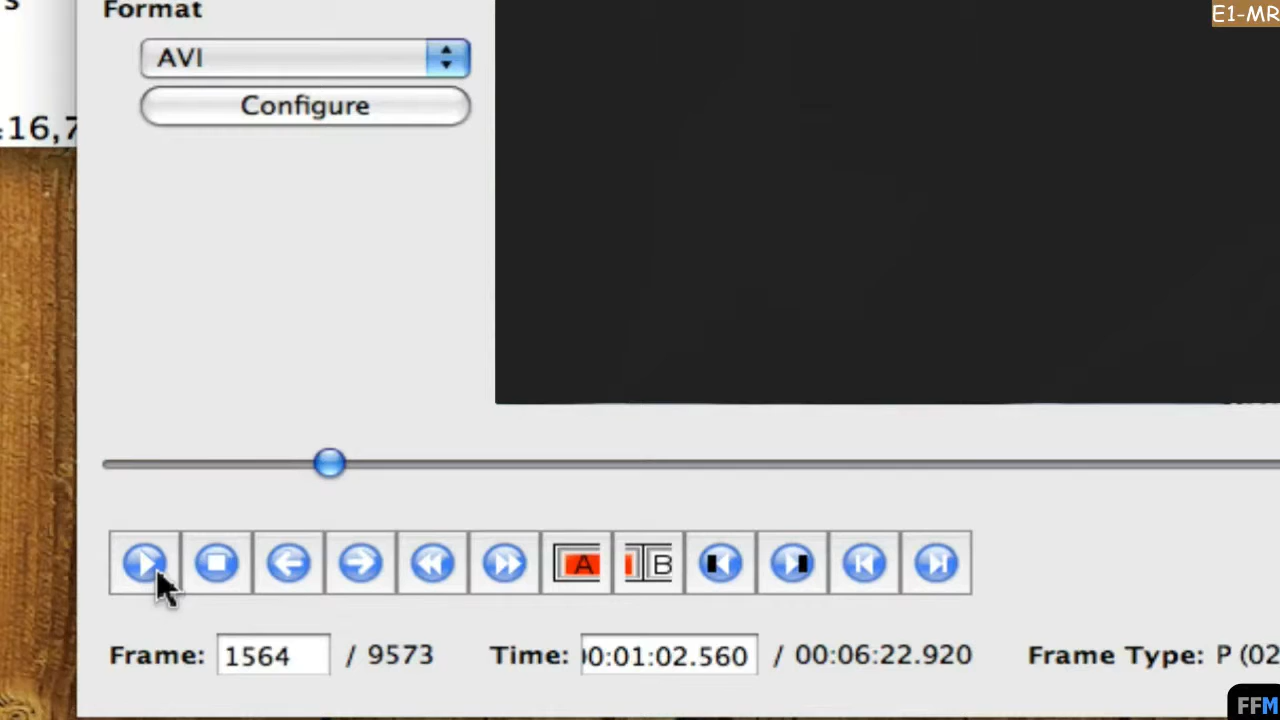 Format
E1-MR
AVI
Configure
:16,7
A
B
Frame: 1564 / 9573 Time: 00:01:02.560 / 00:06:22.920 Frame Type: P (02
FFM